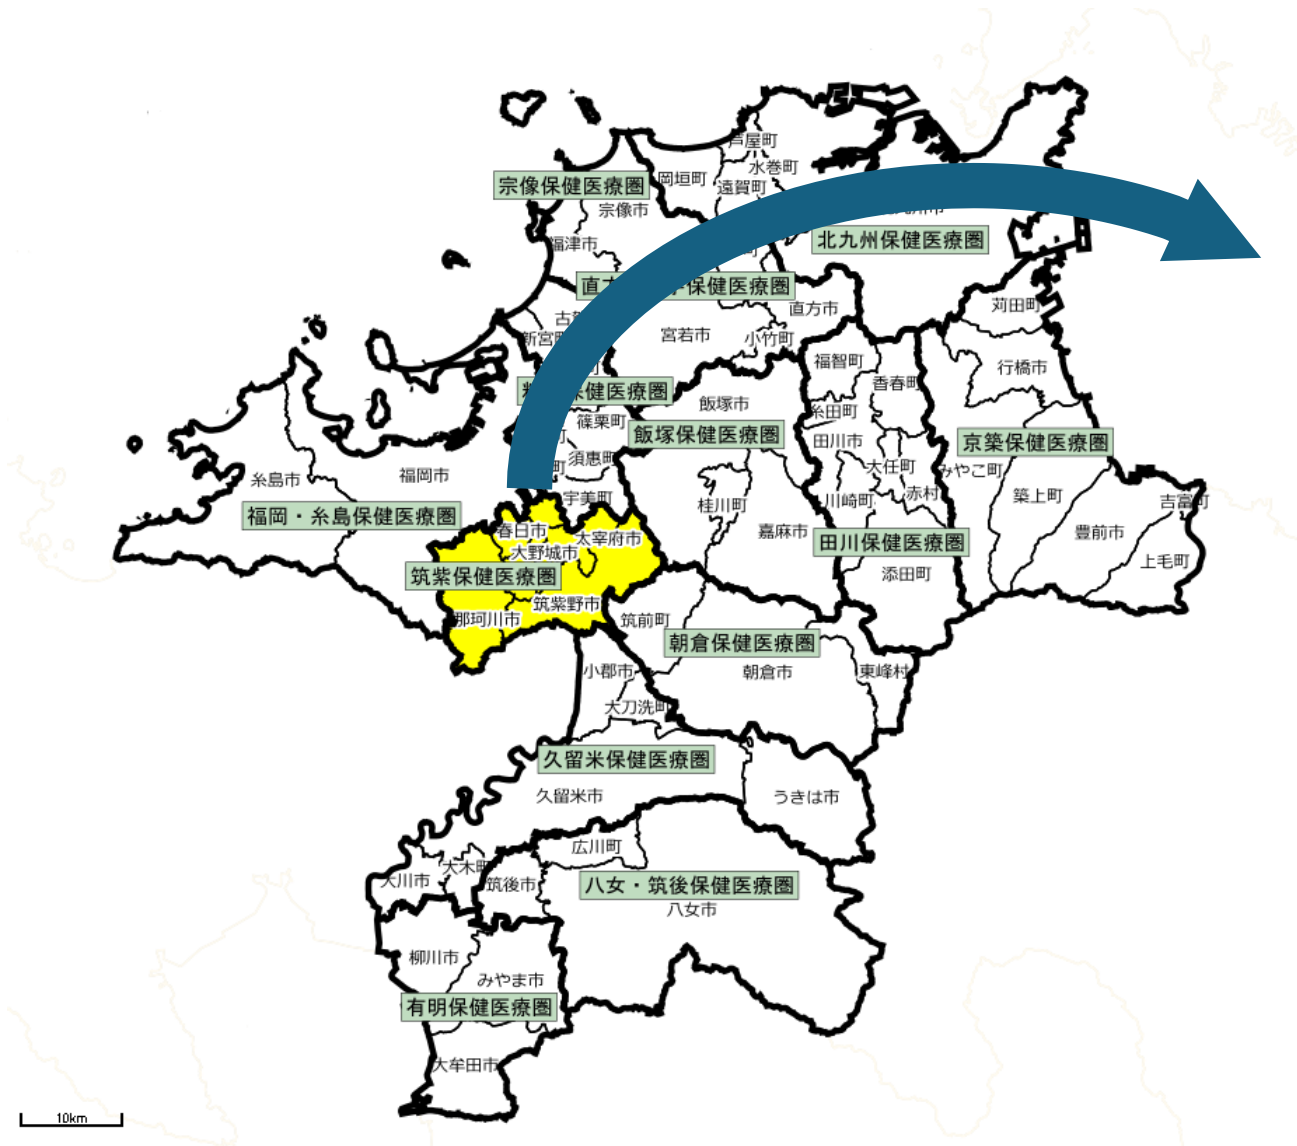 芦屋町
水巻町
岡垣町
遠賀町
宗像保健医療圏
宗像市
北九州保健医療圏
福津市
保健医療圏
苅田町
直方市
新宮
宮若市
小竹町
福智町
行橋市
香春町
保健医療圏
飯塚市
糸田町
篠栗町
飯塚保健医療圏
田川市
京築保健医療圏
須惠町
大任町
みやこ町
糸島市
福岡市
赤村
宇美町
桂川町
川崎町
築上町
吉富町
福岡・糸島保健医療圏
春日市
太宰府市
嘉麻市
豊前市
大野城市
田川保健医療圏
上毛町
筑紫保健医療圏
添田町
筑紫野市
那珂川市
筑前町
朝倉保健医療圏
小郡市
朝倉市
東峰村
大刀洗町
久留米保健医療圏
久留米市
うきは市
広川町
大木町
大川市
筑後市
八女・筑後保健医療圏
八女市
柳川市
みやま市
有明保健医療圏
大牟田市
10km